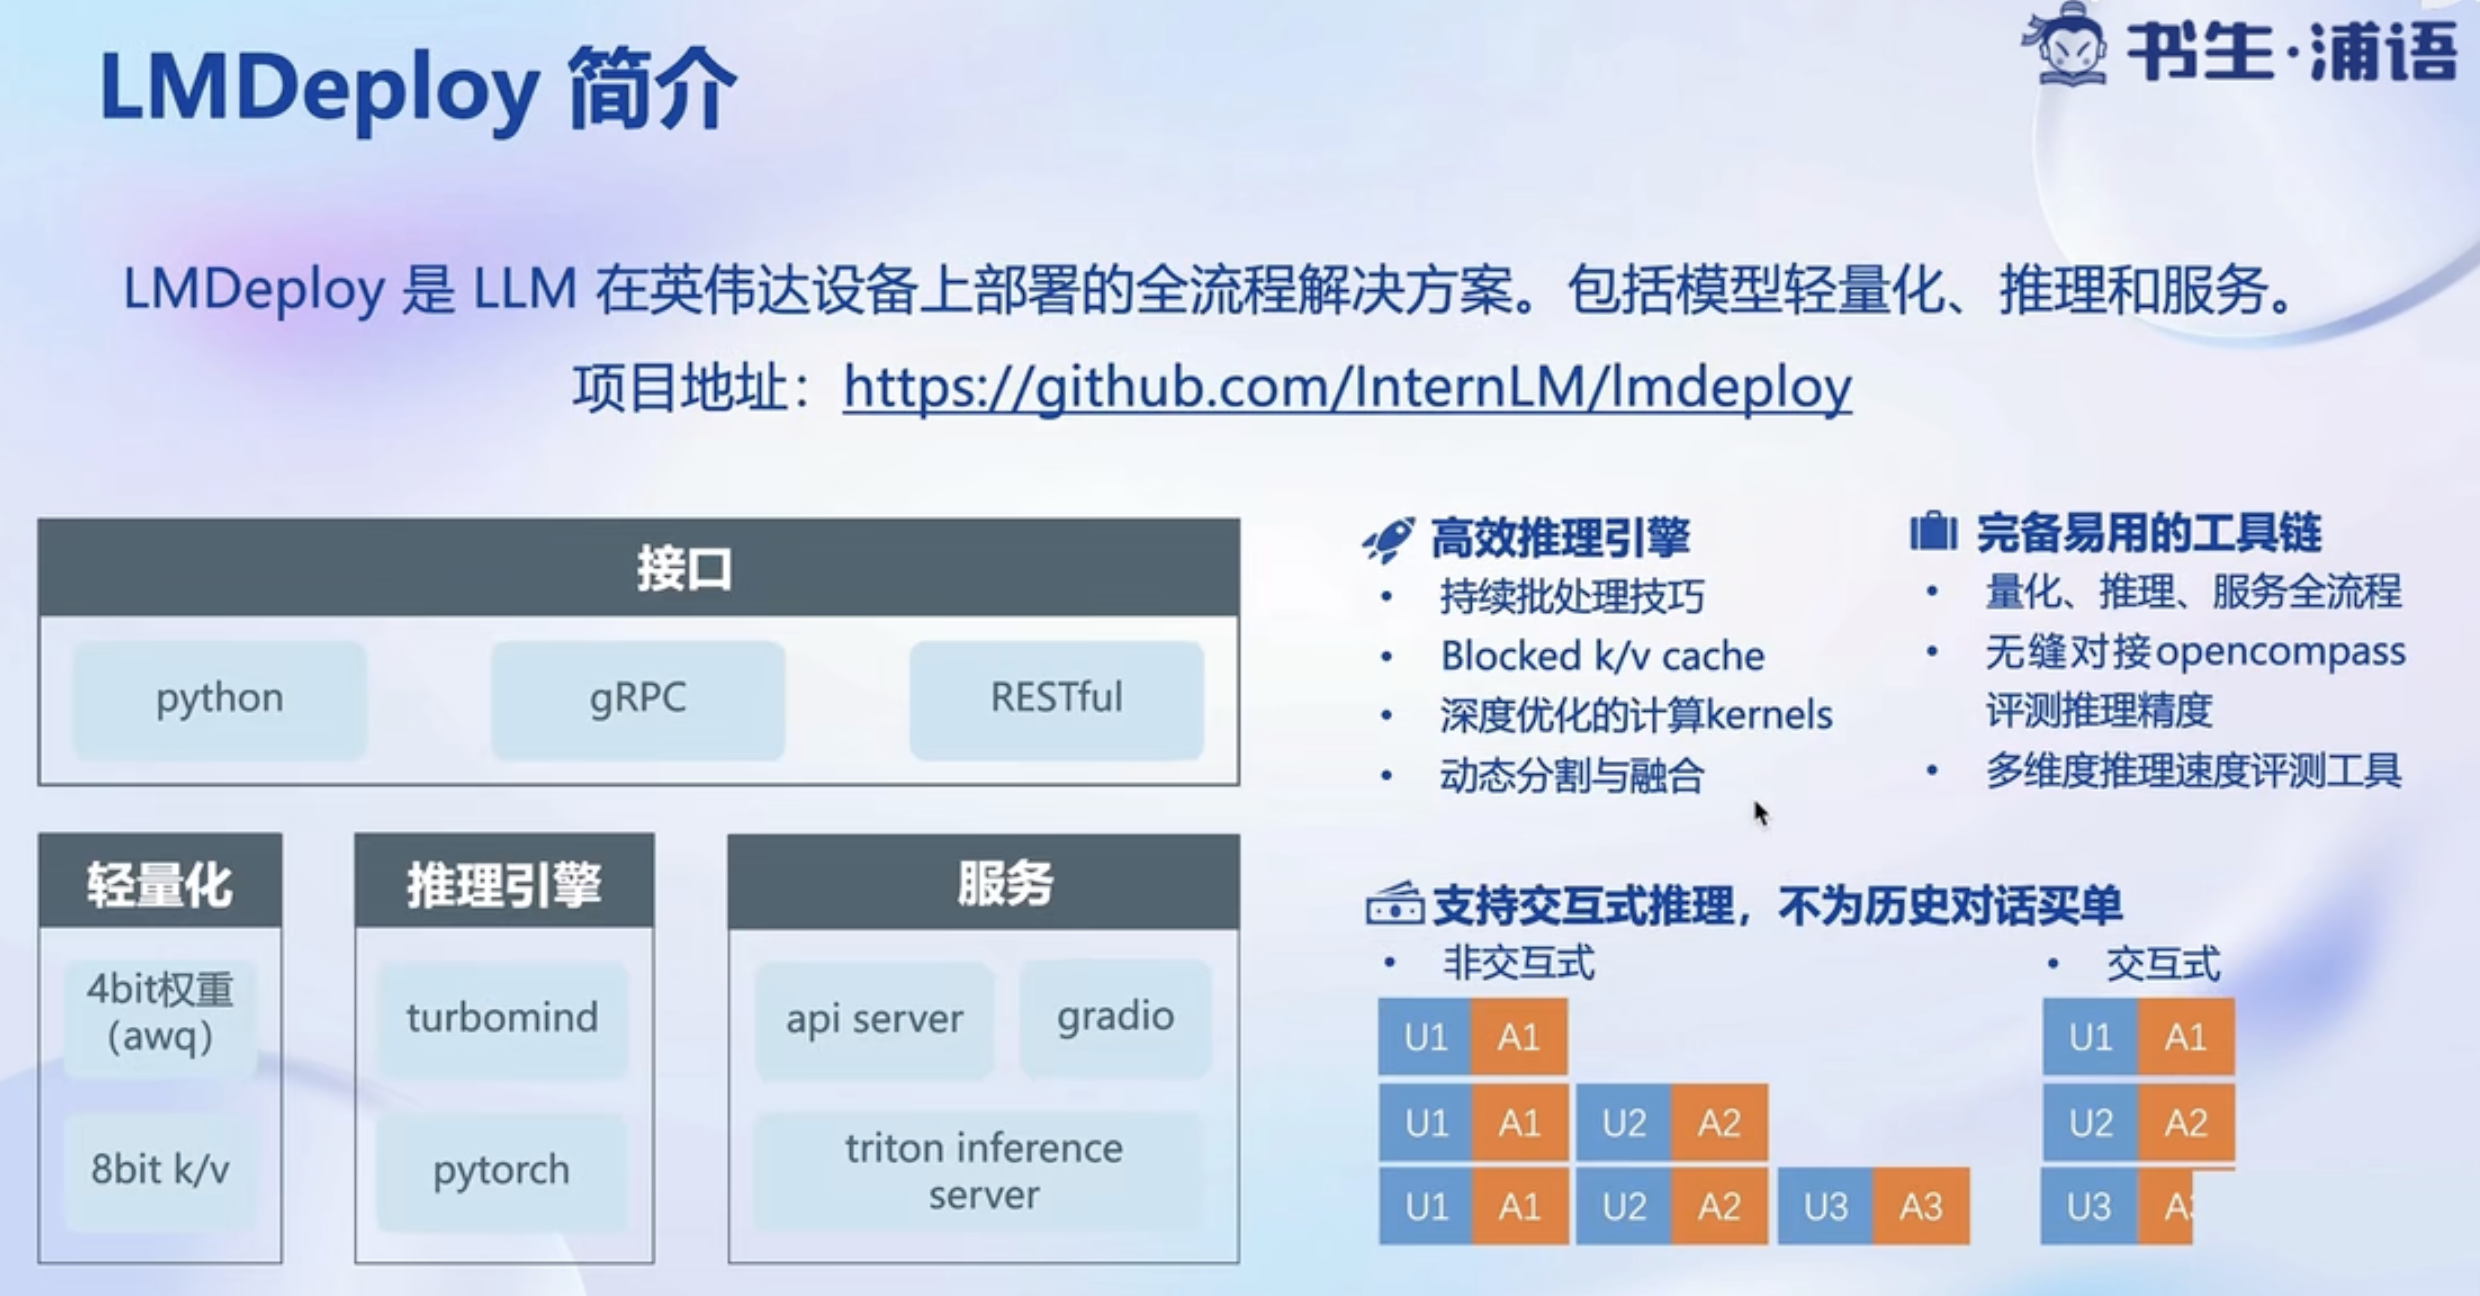 LMDeploy 简介
书生·浦语
LMDeploy 是 LLM 在英伟达设备上部署的全流程解决方案。包括模型轻量化、推理和服务。
项目地址：https://github.com/InternLM/lmdeploy
接口
python
gRPC
RESTful
轻量化
4bit权重
(awq)
8bit k/v
推理引擎
turbomind
pytorch
服务
api server
gradio
triton inference
server
高效推理引擎
• 持续批处理技巧
• Blocked k/v cache
• 深度优化的计算kernels
• 动态分割与融合
完备易用的工具链
• 量化、推理、服务全流程
• 无缝对接opencompass
评测推理精度
• 多维度推理速度评测工具
支持交互式推理，不为历史对话买单
• 非交互式
U1 A1
U1 A1 U2 A2
U1 A1 U2 A2 U3 A3
• 交互式
U1 A1
U2 A2
U3